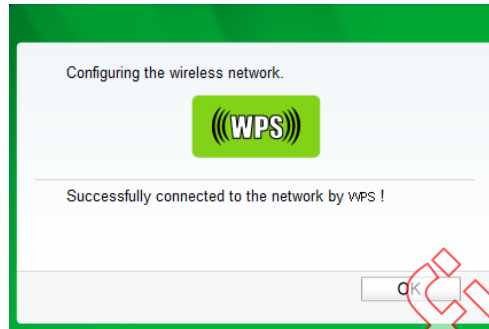 Configuring the wireless network.
(((WPS)))
Successfully connected to the network by WPS !
OK